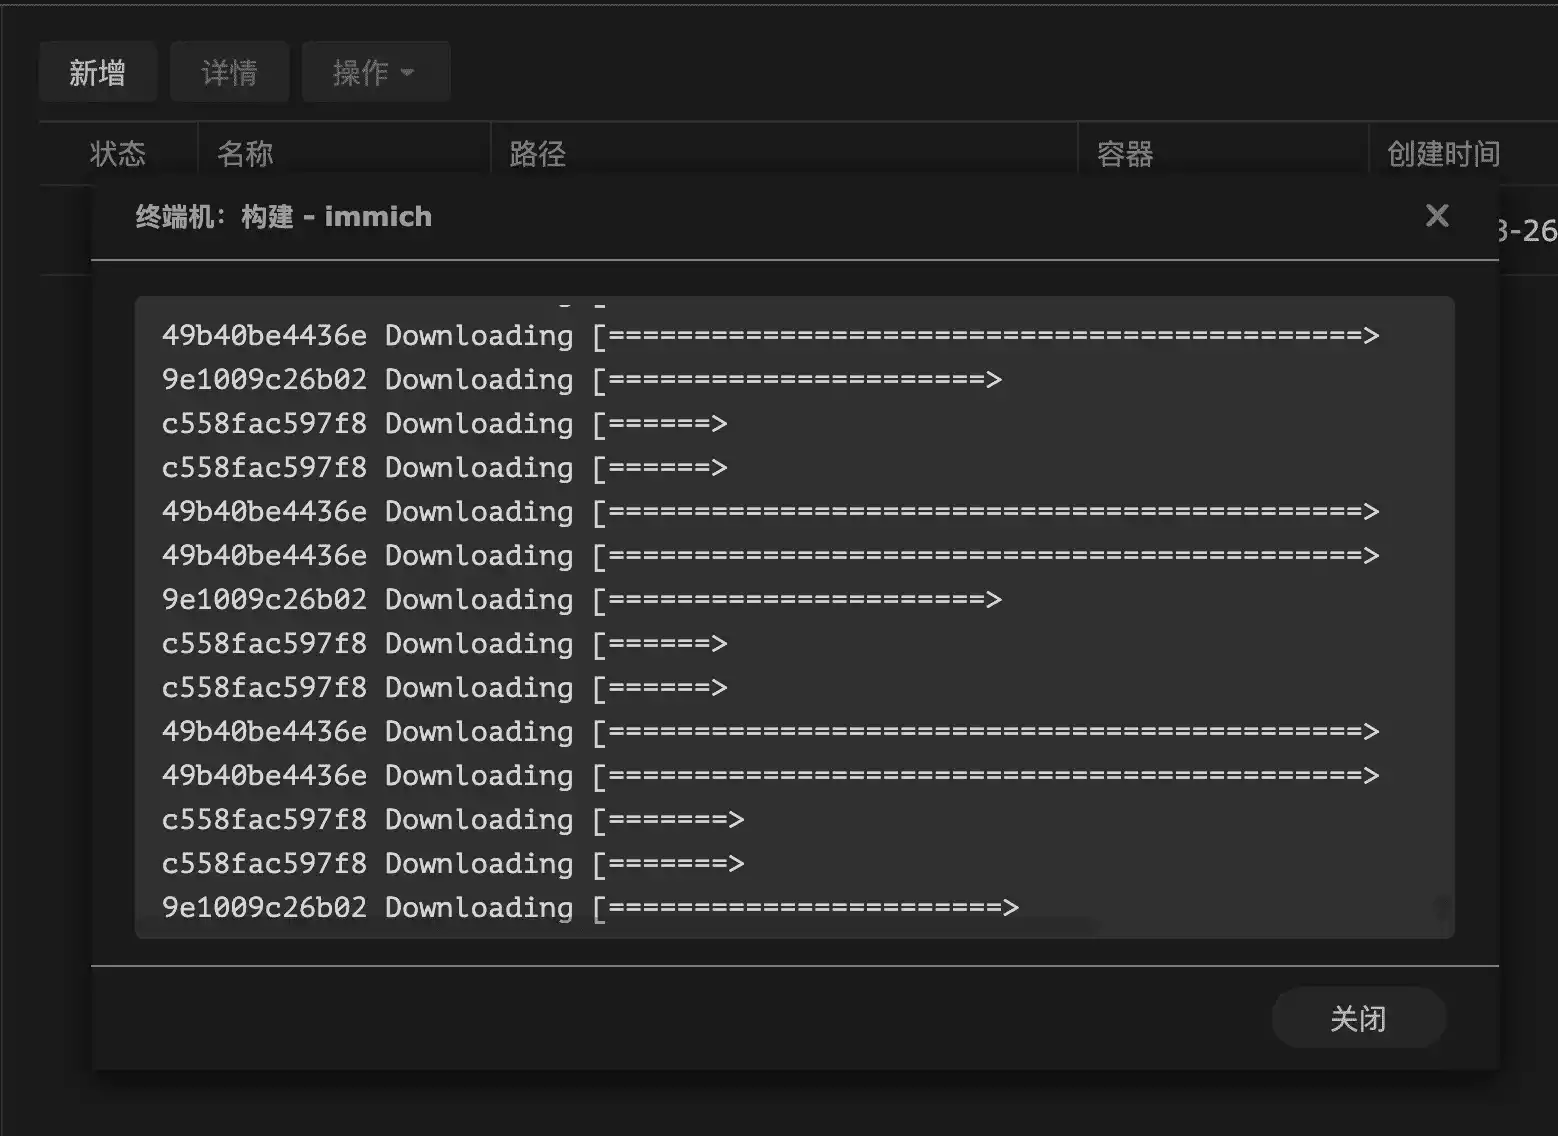 新增 详情 操作
状态 名称 路径 容器 创建时间
终端机：构建 - immich
3-26
49b40be4436e Downloading [============================================>
9e1009c26b02 Downloading [======================>
c558fac597f8 Downloading [======>
c558fac597f8 Downloading [======>
49b40be4436e Downloading [============================================>
49b40be4436e Downloading [============================================>
9e1009c26b02 Downloading [======================>
c558fac597f8 Downloading [======>
c558fac597f8 Downloading [======>
49b40be4436e Downloading [============================================>
49b40be4436e Downloading [============================================>
c558fac597f8 Downloading [=======>
c558fac597f8 Downloading [=======>
9e1009c26b02 Downloading [=======================>
关闭